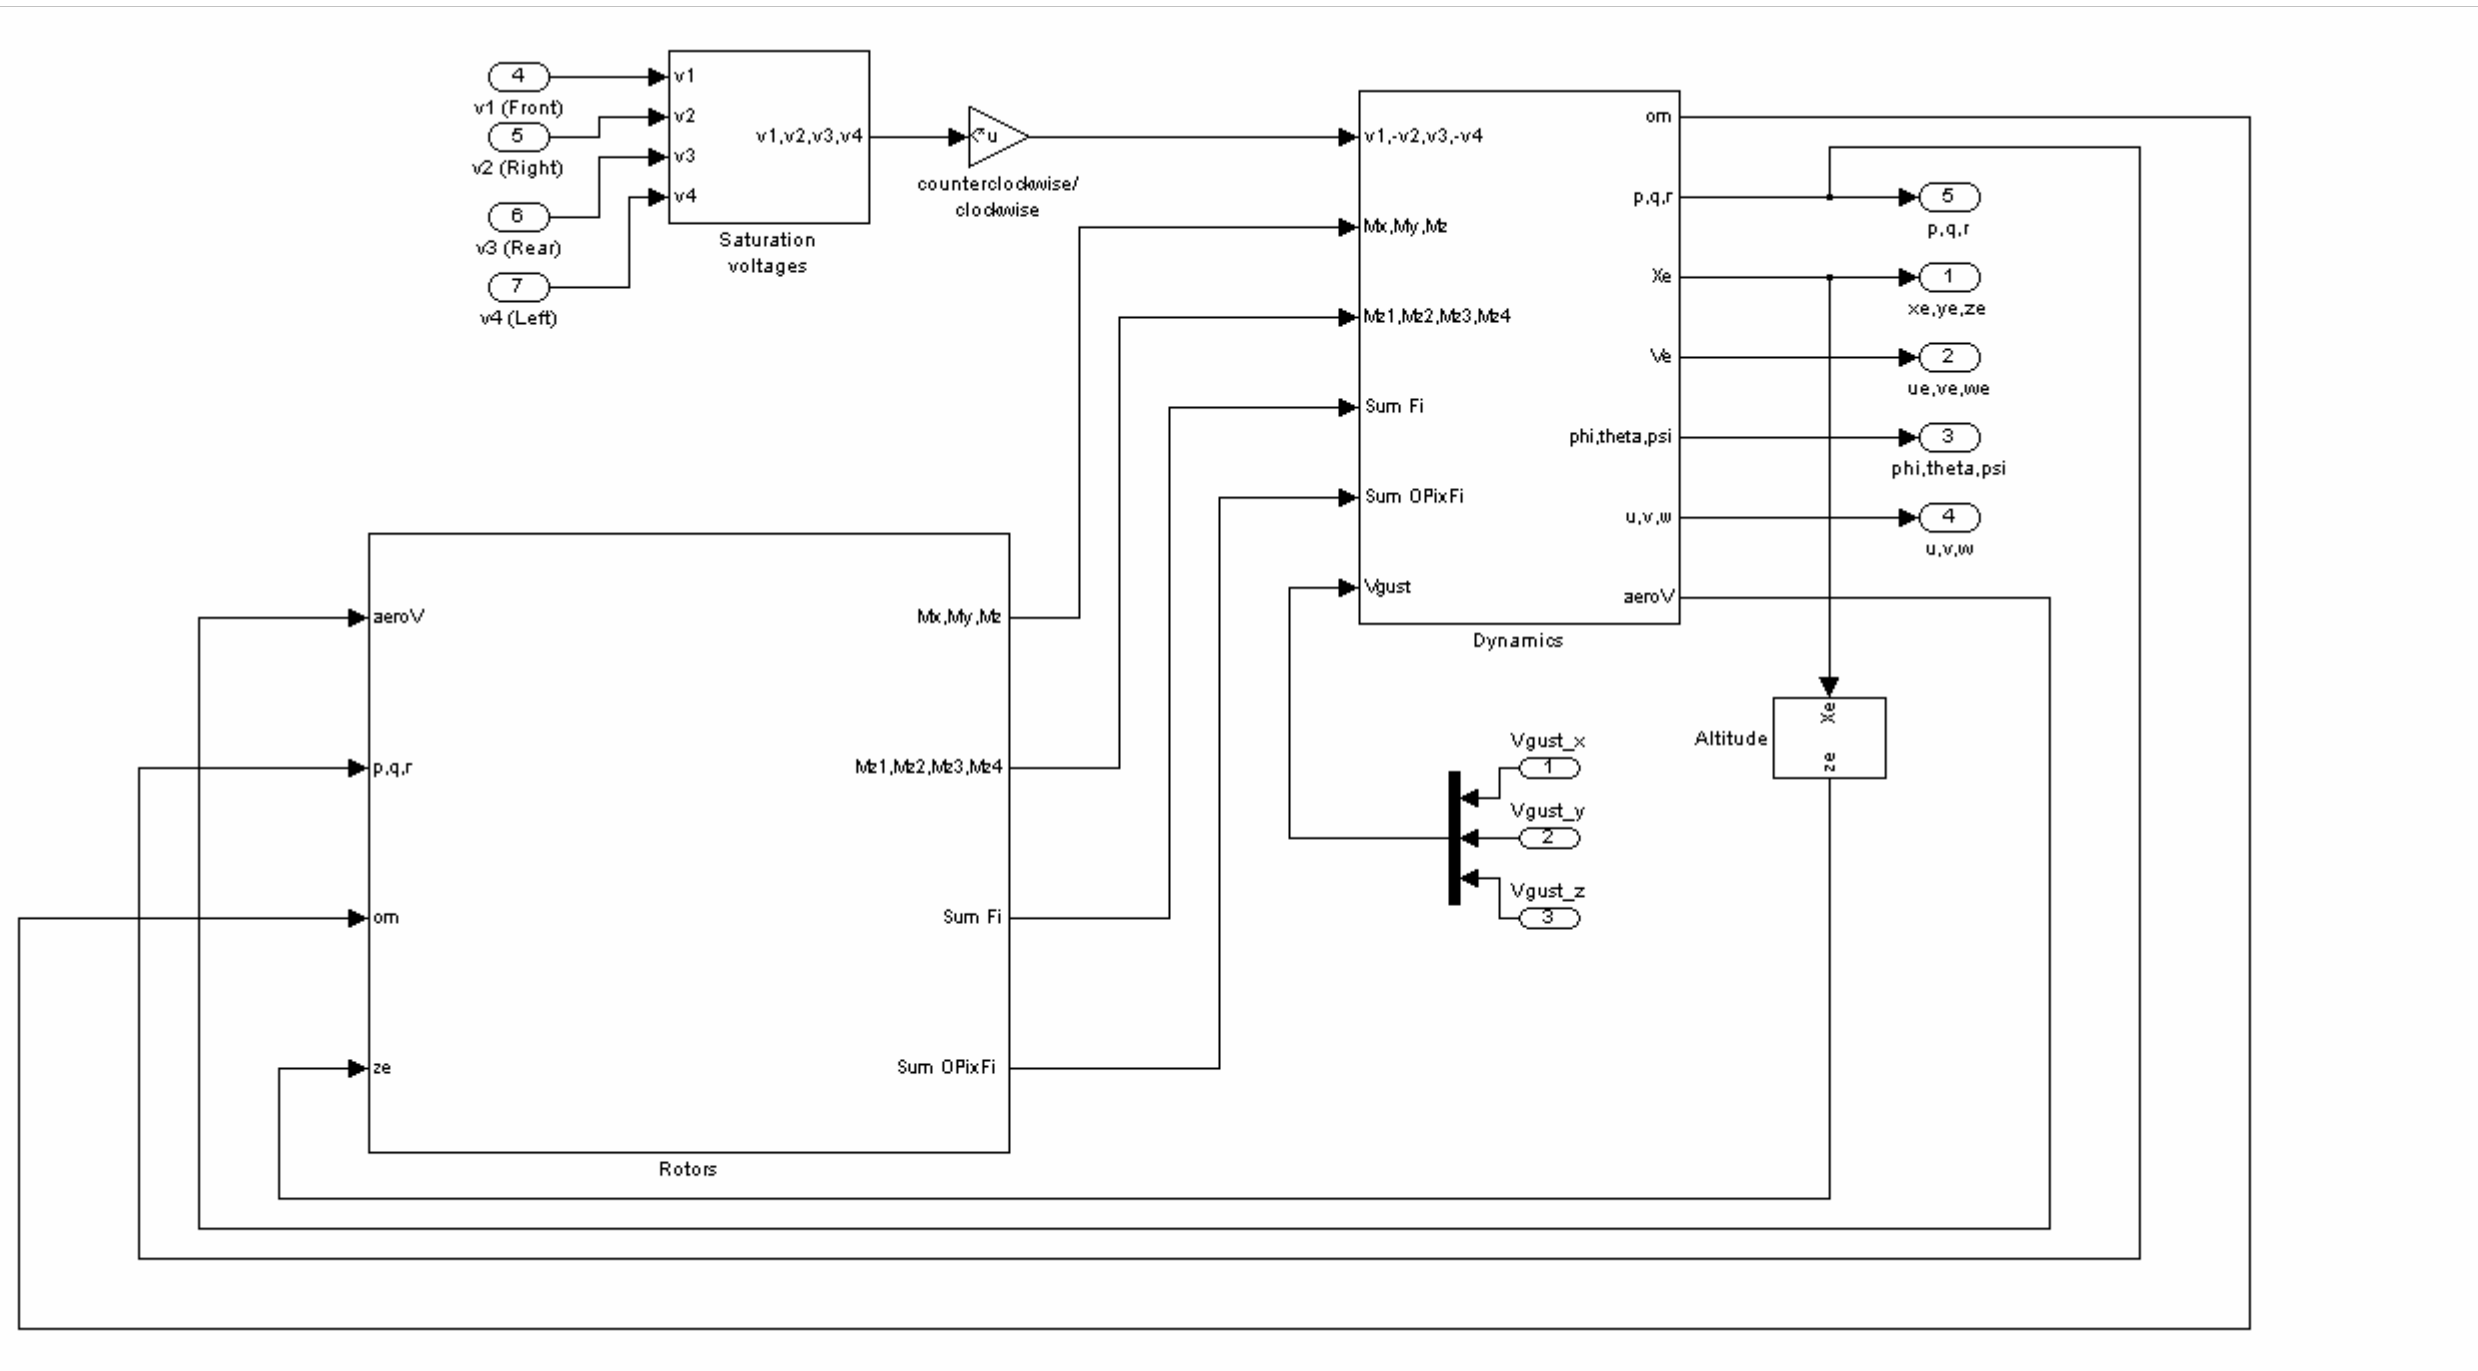 4
v1 (Front)
5
v2 (Right)
6
v3 (Rear)
7
v4 (Left)
v1
v2
v3
v4
v1,v2,v3,v4
Saturation
voltages
u
counterclockwise/
clockwise
v1,-v2,v3,-v4
Mx,My,Mz
Mz1,Mz2,Mz3,Mz4
Sum Fi
Sum OPixFi
Vgust
om
p,q,r
Xe
Ve
phi,theta,psi
u,v,w
aeroV
Dynamics
5
p,q,r
1
xe,ye,ze
2
ue,ve,we
3
phi,theta,psi
4
u,v,w
aeroV
p,q,r
om
ze
Mx,My,Mz
Mz1,Mz2,Mz3,Mz4
Sum Fi
Sum OPixFi
Rotors
Vgust_x
1
Vgust_y
2
Vgust_z
3
Altitude
Xe
ze